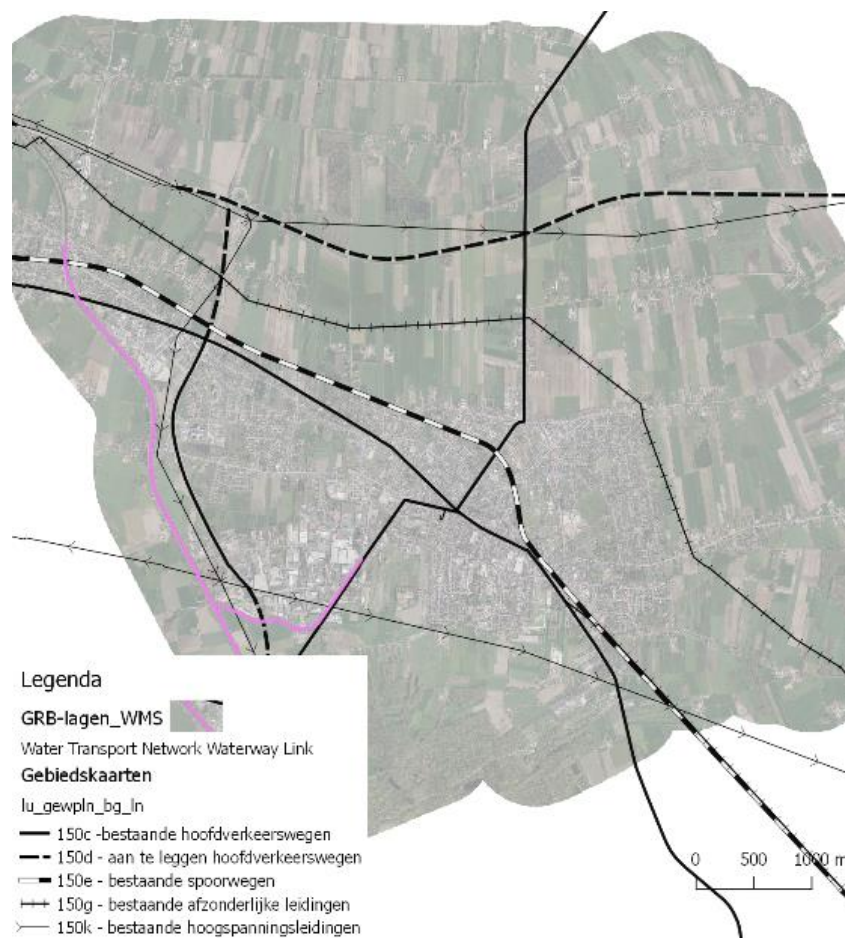 Legenda
GRB-lagen_WMS
Water Transport Network Waterway Link
Gebiedskaarten
lu_gewpln_bg_ln
150c -bestaande hoofdverkeerswegen
150d - aan te leggen hoofdverkeerswegen
150e - bestaande spoorwegen
150g - bestaande afzonderlijke leidingen
150k - bestaande hoogspanningsleidingen
0 500 1000 m